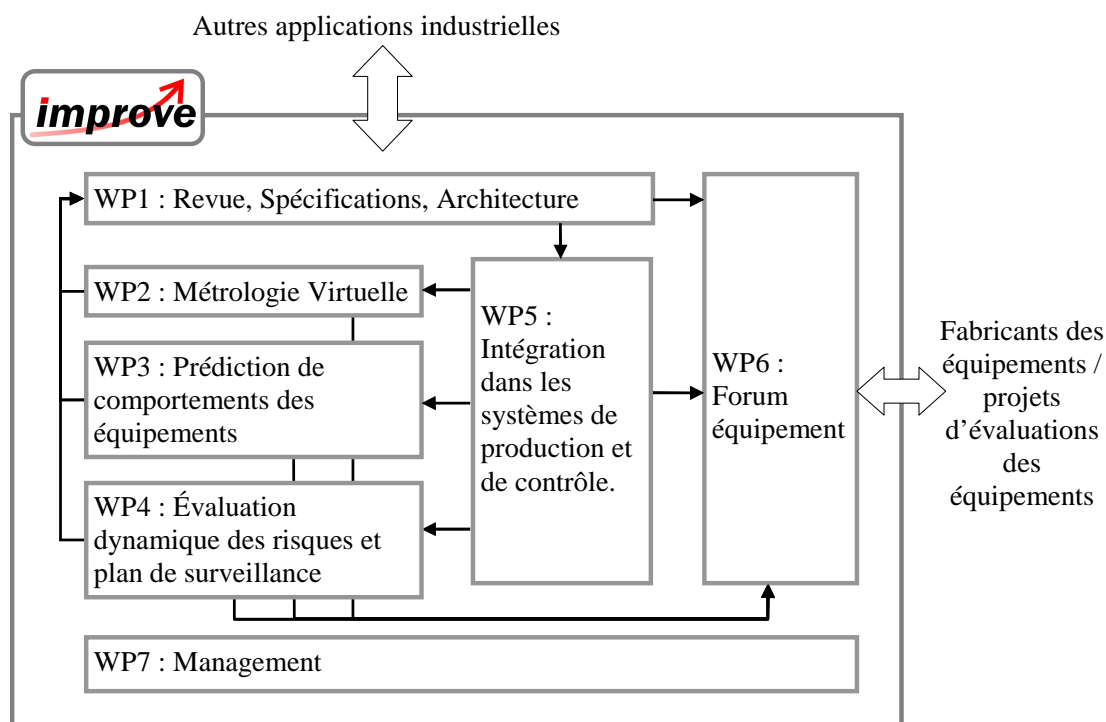 Autres applications industrielles
improve
WP1 : Revue, Spécifications, Architecture
WP2 : Métrologie Virtuelle
WP3 : Prédiction de
comportements des
équipements
WP4 : Évaluation
dynamique des risques et
plan de surveillance
WP5 :
Intégration
dans les
systèmes de
production et
de contrôle.
WP6 :
Forum
équipement
Fabricants des
équipements /
projets
d’évaluations
des
équipements
WP7 : Management